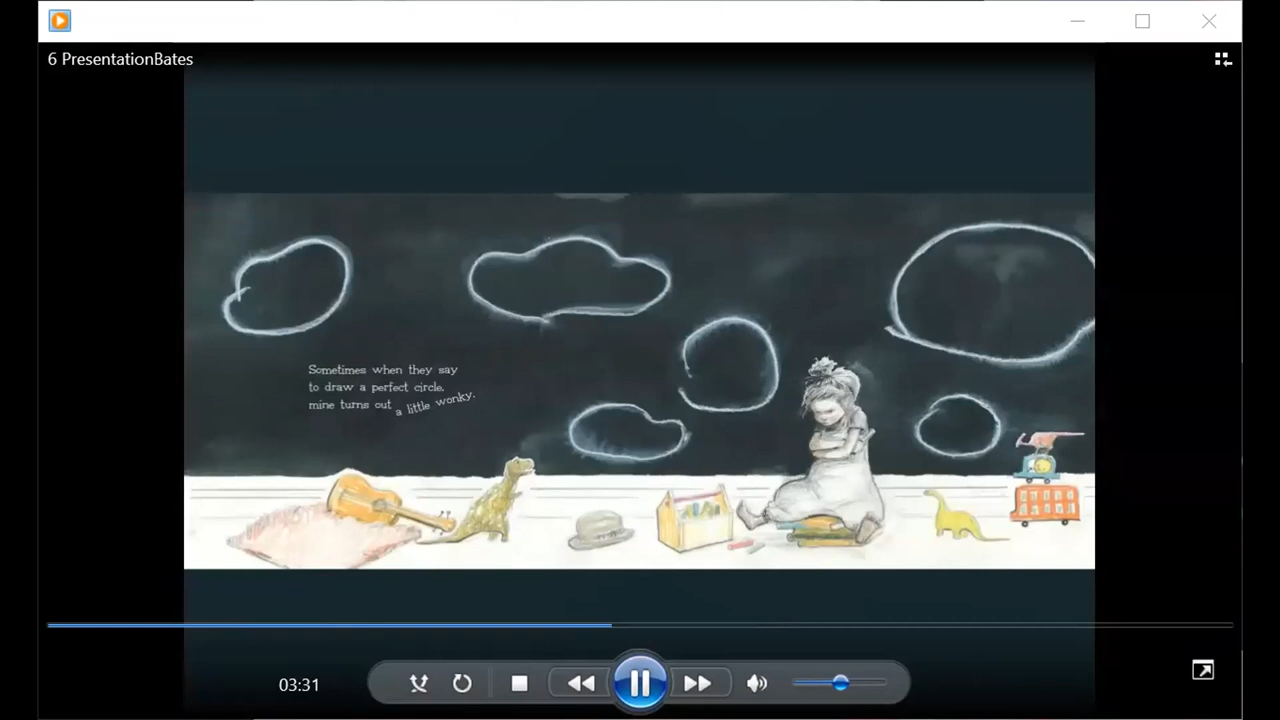 6 PresentationBates
Sometimes when they say
to draw a perfect circle,
mine turns out a little wonky.
03:31